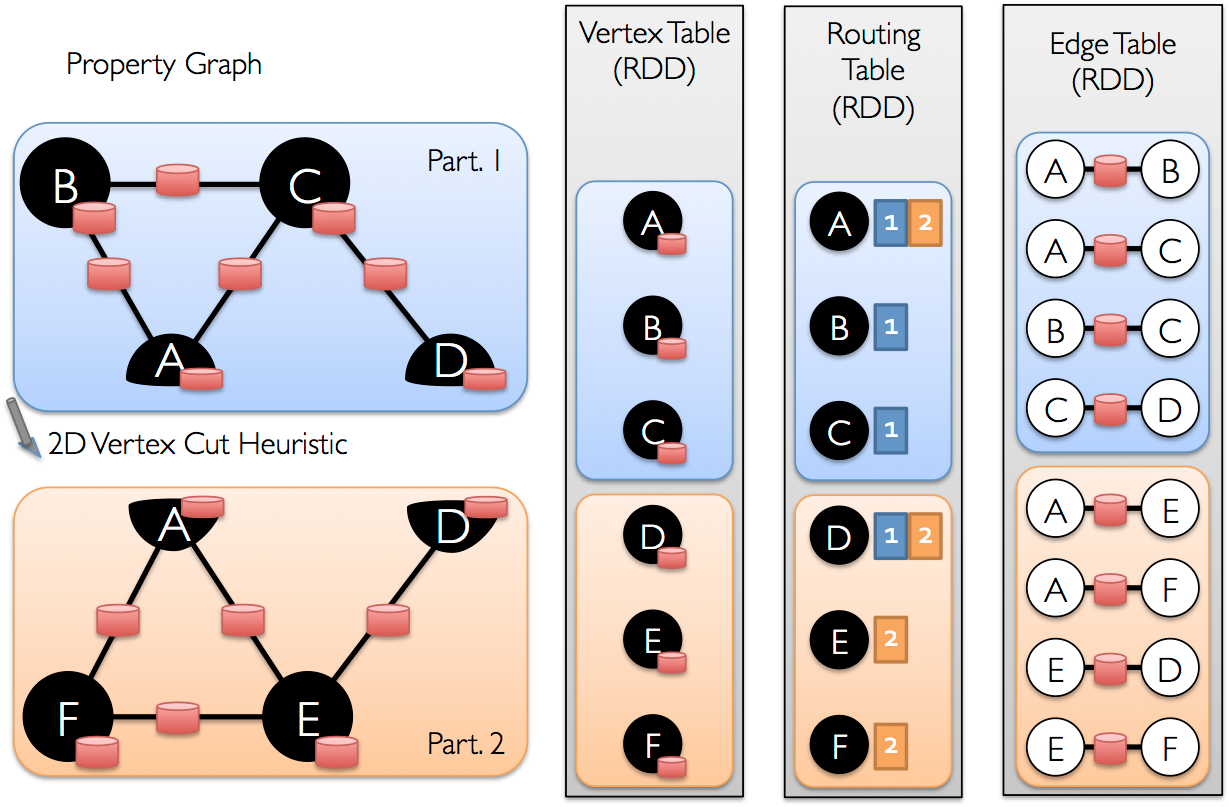 Property Graph
Part. 1
B
C
A
D
2D Vertex Cut Heuristic
A
D
F
E
Part. 2
Vertex Table
(RDD)
A
B
C
D
E
F
Routing
Table
(RDD)
A 1 2
B 1
C 1
D 1 2
E 2
F 2
Edge Table
(RDD)
A B
A C
B C
C D
A E
A F
E D
E F